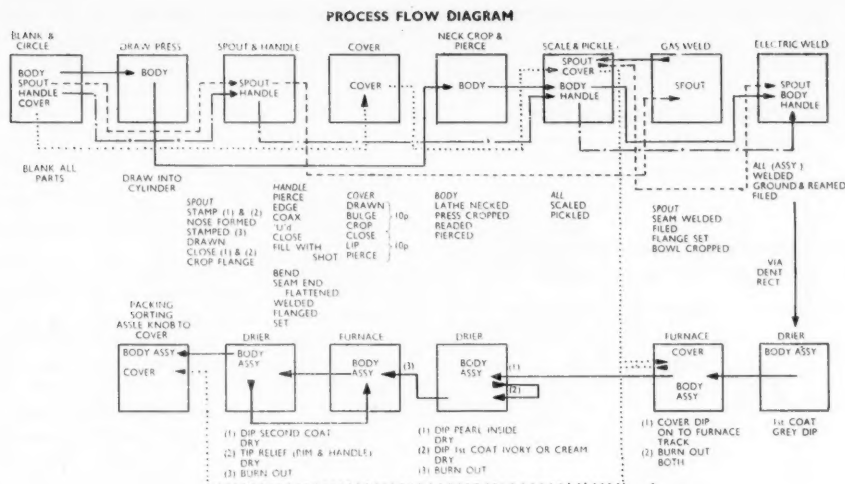 PROCESS FLOW DIAGRAM
BLANK &
CIRCLE
BODY
SPOUT
HANDLE
COVER
BLANK ALL
PARTS
DRAW PRESS
BODY
DRAW INTO
CYLINDER
SPOUT & HANDLE
SPOUT
HANDLE
SPOUT
STAMP (1) & (2)
NOSE FORMED
STAMPED (3)
DRAWN
CLOSE (1) & (2)
CROP FLANGE
HANDLE
PIERCE
EDGE
COAX
'U'd
CLOSE
FILL WITH
SHOT
BEND
SEAM END
FLATTENED
WELDED
FLANGED
SET
COVER
COVER
COVER
DRAWN
BULGE
CROP
CLOSE
LIP
PIERCE
10p
10p
NECK CROP &
PIERCE
BODY
BODY
LATHE NECKED
PRESS CROPPED
BEADED
PIERCED
SCALE & PICKLE
SPOUT
COVER
BODY
HANDLE
ALL
SCALED
PICKLED
GAS WELD
SPOUT
SPOUT
SEAM WELDED
FILED
FLANGE SET
BOWL CROPPED
ELECTRIC WELD
SPOUT
BODY
HANDLE
ALL (ASSY)
WELDED
GROUND & REAMED
FILED
VIA
DENT
RECT
PACKING
SORTING
ASSLE KNOB TO
COVER
BODY ASSY
COVER
DRIER
BODY
ASSY
(1) DIP SECOND COAT
DRY
(2) TIP RELIEF (RIM & HANDLE)
DRY
(3) BURN OUT
FURNACE
BODY
ASSY
(3)
DRIER
BODY
ASSY
(1)
(2)
(1) DIP PEARL INSIDE
DRY
(2) DIP 1st COAT IVORY OR CREAM
DRY
(3) BURN OUT
FURNACE
COVER
BODY
ASSY
(1) COVER DIP
ON TO FURNACE
TRACK
(2) BURN OUT
BOTH
DRIER
BODY ASSY
1st COAT
GREY DIP